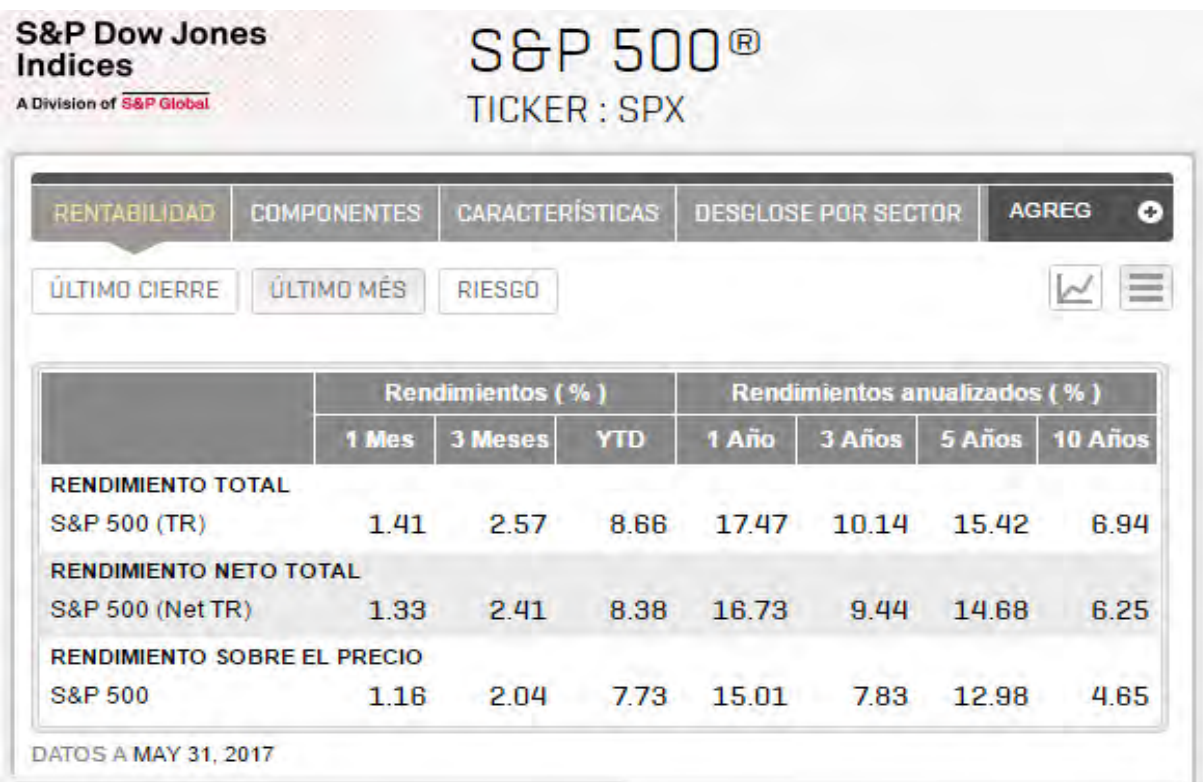 S&P Dow Jones
Indices
A Division of S&P Global
S&P 500®
TICKER : SPX
RENTABILIDAD COMPONENTES CARACTERÍSTICAS DESGLOSE POR SECTOR AGREG
ÚLTIMO CIERRE ÚLTIMO MÉS RIESGO
Rendimientos ( % ) Rendimientos anualizados ( % )
1 Mes 3 Meses YTD 1 Año 3 Años 5 Años 10 Años
RENDIMIENTO TOTAL
S&P 500 (TR) 1.41 2.57 8.66 17.47 10.14 15.42 6.94
RENDIMIENTO NETO TOTAL
S&P 500 (Net TR) 1.33 2.41 8.38 16.73 9.44 14.68 6.25
RENDIMIENTO SOBRE EL PRECIO
S&P 500 1.16 2.04 7.73 15.01 7.83 12.98 4.65
DATOS A MAY 31, 2017